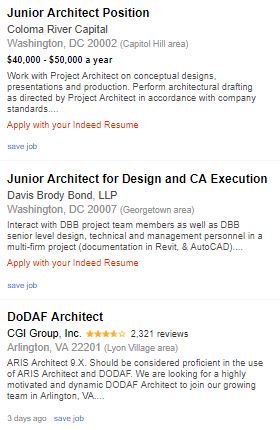 Junior Architect Position
Coloma River Capital
Washington, DC 20002 (Capitol Hill area)
$40,000 - $50,000 a year
Work with Project Architect on conceptual designs,
presentations and production. Perform architectural drafting
as directed by Project Architect in accordance with company
standards....
Apply with your Indeed Resume
save job
Junior Architect for Design and CA Execution
Davis Brody Bond, LLP
Washington, DC 20007 (Georgetown area)
Interact with DBB project team members as well as DBB
senior level design, technical and management personnel in a
multi-firm project (documentation in Revit, & AutoCAD)....
Apply with your Indeed Resume
save job
DoDAF Architect
CGI Group, Inc. 2,321 reviews
Arlington, VA 22201 (Lyon Village area)
ARIS Architect 9.X. Should be considered proficient in the use
of ARIS Architect and DODAF. We are looking for a highly
motivated and dynamic DODAF Architect to join our growing
team in Arlington, VA....
3 days ago save job